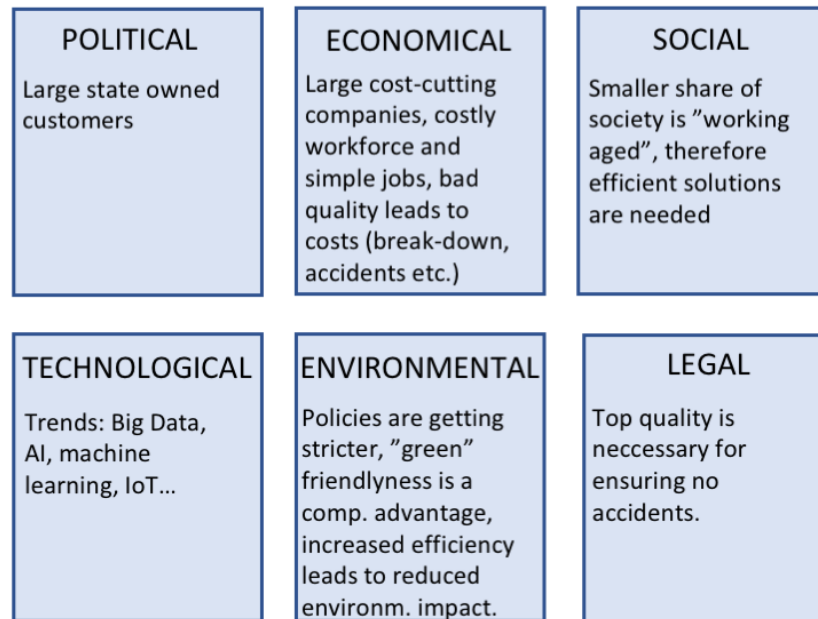 POLITICAL
Large state owned
customers
ECONOMICAL
Large cost-cutting
companies, costly
workforce and
simple jobs, bad
quality leads to
costs (break-down,
accidents etc.)
SOCIAL
Smaller share of
society is ”working
aged”, therefore
efficient solutions
are needed
TECHNOLOGICAL
Trends: Big Data,
AI, machine
learning, IoT...
ENVIRONMENTAL
Policies are getting
stricter, ”green”
friendlyness is a
comp. advantage,
increased efficiency
leads to reduced
environm. impact.
LEGAL
Top quality is
neccessary for
ensuring no
accidents.